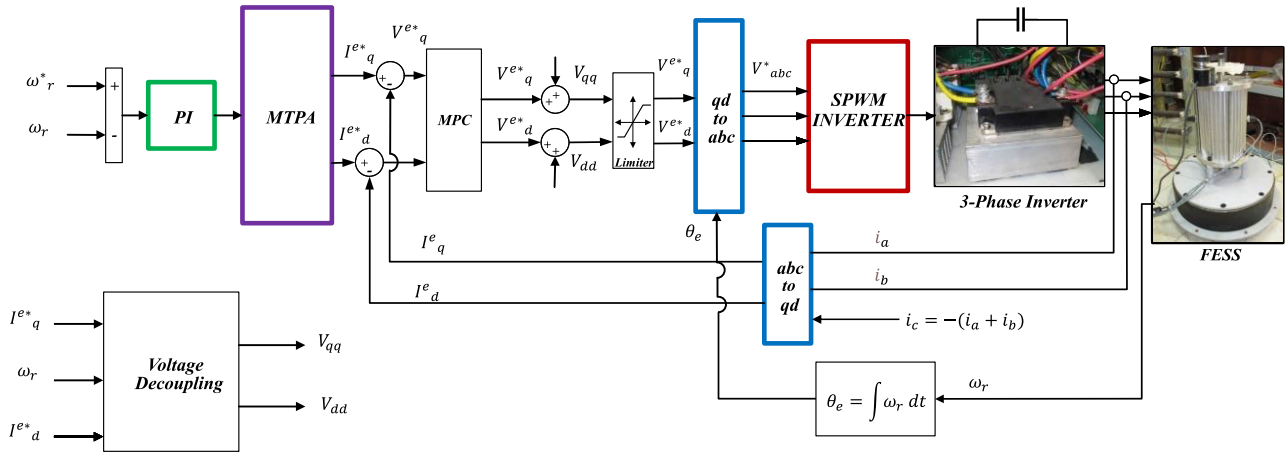 ω*r
+
ωr
-
PI
MTPA
I^e*q
I^e*d
V^e*q
-
+
-
MPC
V^e*q
V^e*d
+
+
+
+
Vqq
Vdd
V^e*q
V^e*d
Limiter
qd
to
abc
V*abc
SPWM
INVERTER
3-Phase Inverter
FESS
θe
I^e q
I^e d
abc
to
qd
ia
ib
ic = −(ia + ib)
I^e*q
ωr
I^e*d
Voltage
Decoupling
Vqq
Vdd
θe = ∫ ωr dt
ωr